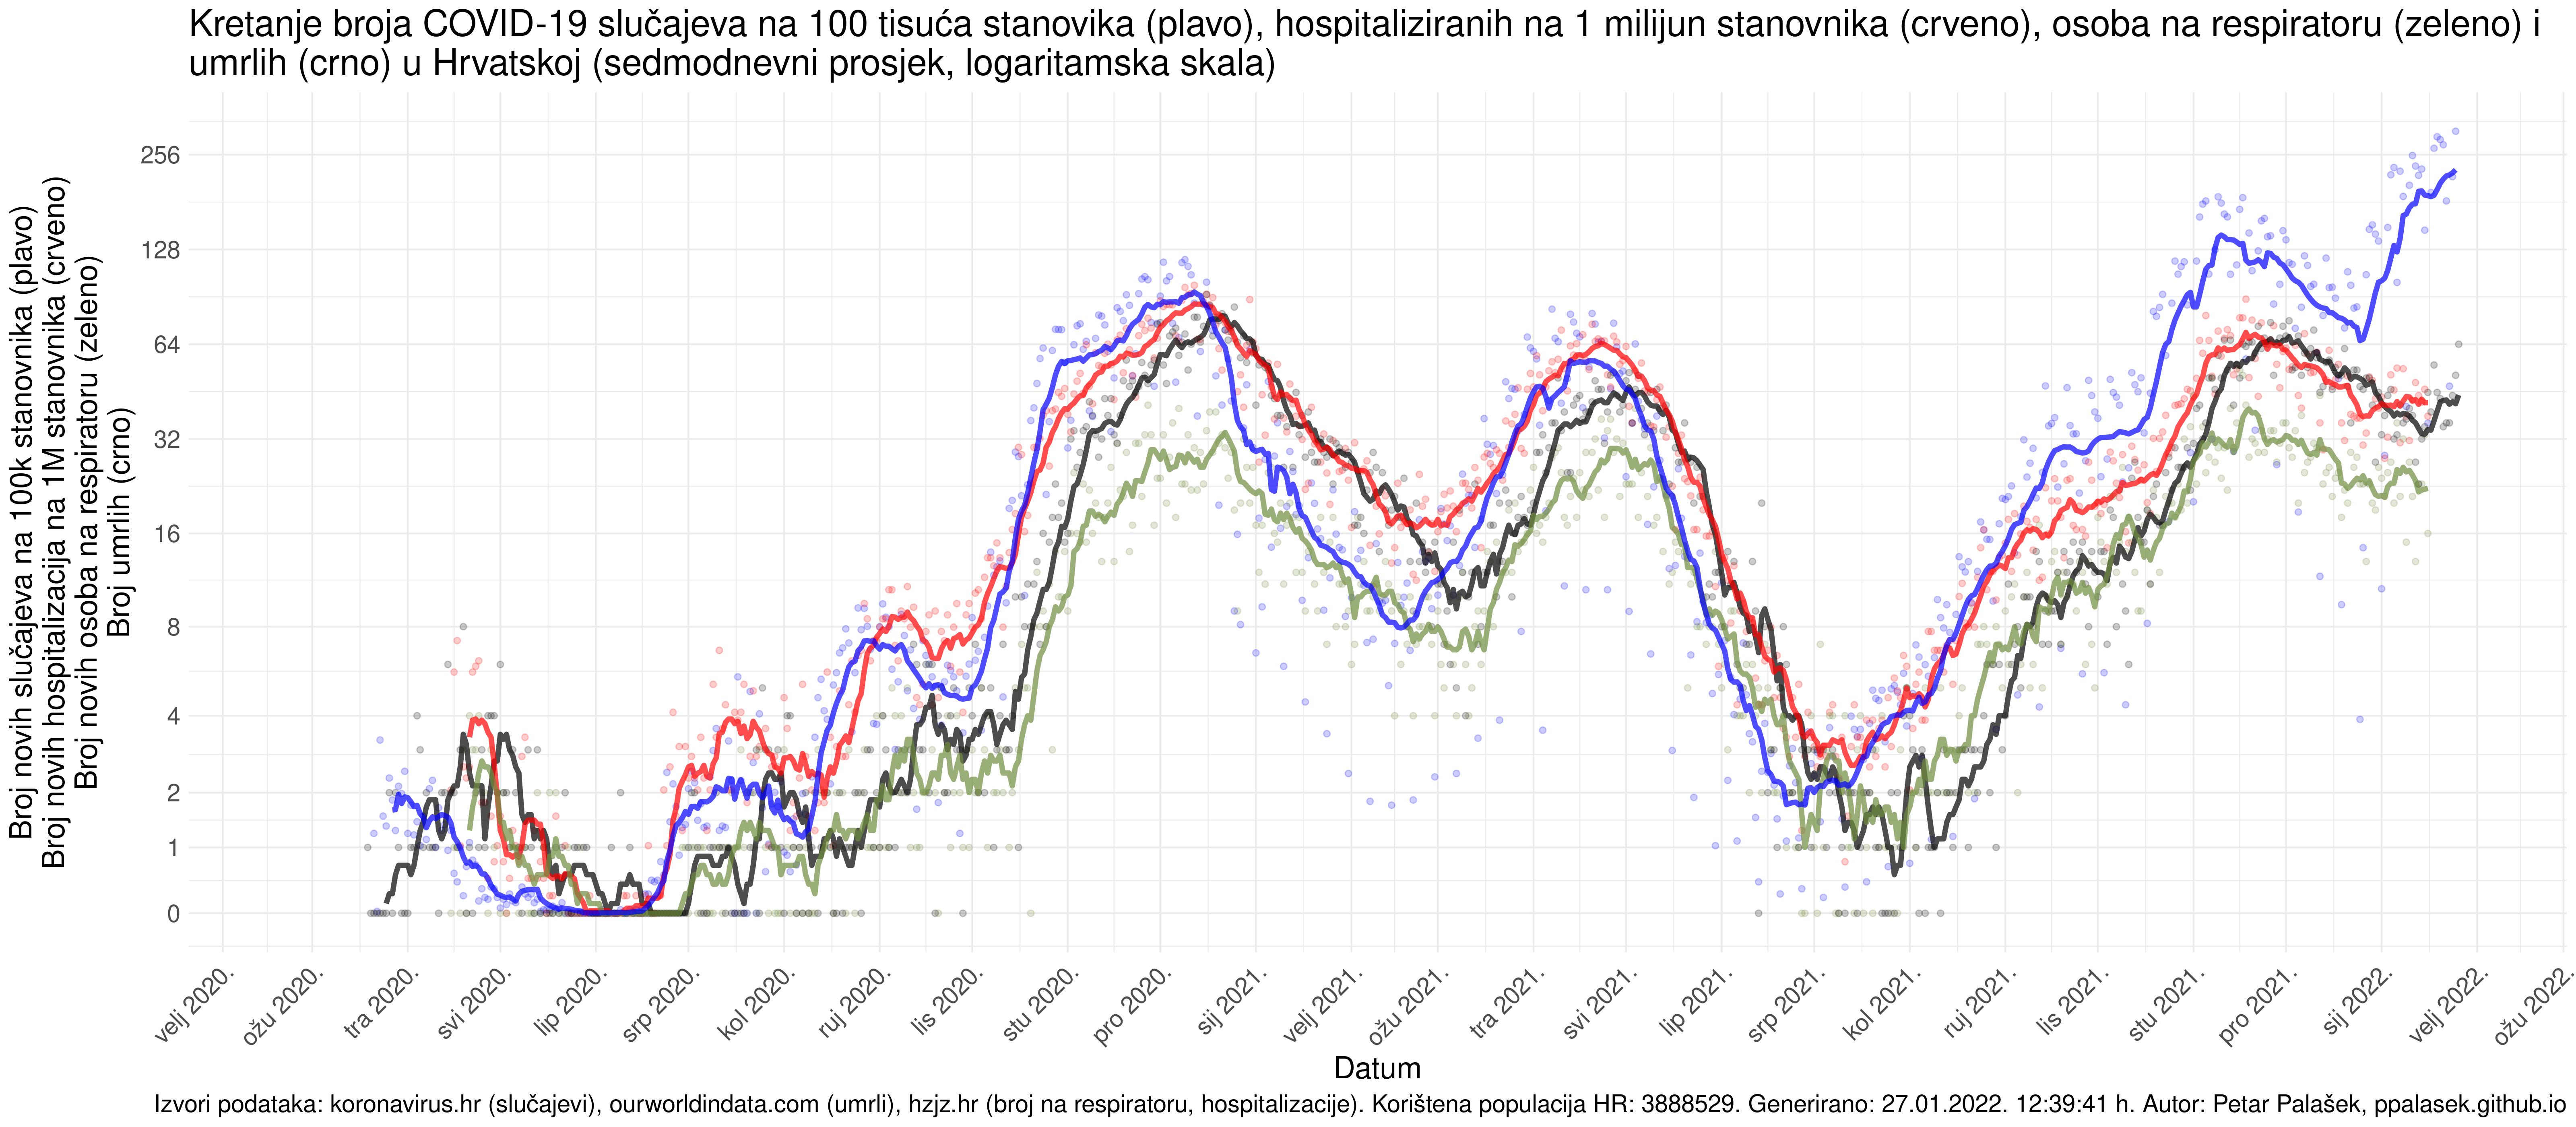 Kretanje broja COVID-19 slučajeva na 100 tisuća stanovika (plavo), hospitaliziranih na 1 milijun stanovnika (crveno), osoba na respiratoru (zeleno) i
umrlih (crno) u Hrvatskoj (sedmodnevni prosjek, logaritamska skala)
Broj novih slučajeva na 100k stanovnika (plavo)
Broj novih hospitalizacija na 1M stanovnika (crveno)
Broj novih osoba na respiratoru (zeleno)
Broj umrlih (crno)
256
128
64
32
16
8
4
2
1
0
velj 2020.
ožu 2020.
tra 2020.
svi 2020.
lip 2020.
srp 2020.
kol 2020.
ruj 2020.
lis 2020.
stu 2020.
pro 2020.
sij 2021.
velj 2021.
ožu 2021.
tra 2021.
svi 2021.
lip 2021.
srp 2021.
kol 2021.
ruj 2021.
lis 2021.
stu 2021.
pro 2021.
sij 2022.
velj 2022.
ožu 2022.
Datum
Izvori podataka: koronavirus.hr (slučajevi), ourworldindata.com (umrli), hzjz.hr (broj na respiratoru, hospitalizacije). Korištena populacija HR: 3888529. Generirano: 27.01.2022. 12:39:41 h. Autor: Petar Palašek, ppalasek.github.io